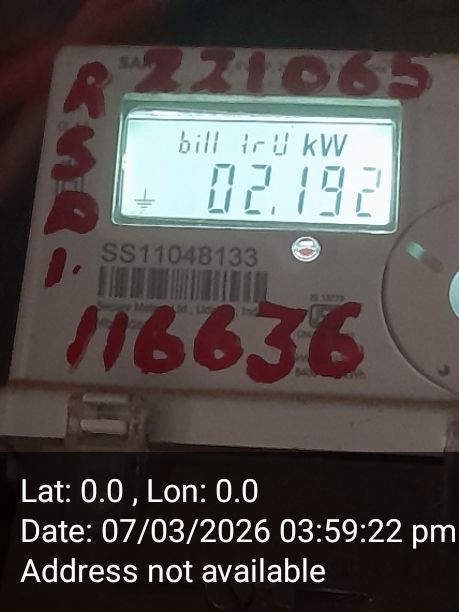 221065
RSD1.
bill 1rU kW
02.192
SS11048133
116636
Lat: 0.0 , Lon: 0.0
Date: 07/03/2026 03:59:22 pm
Address not available